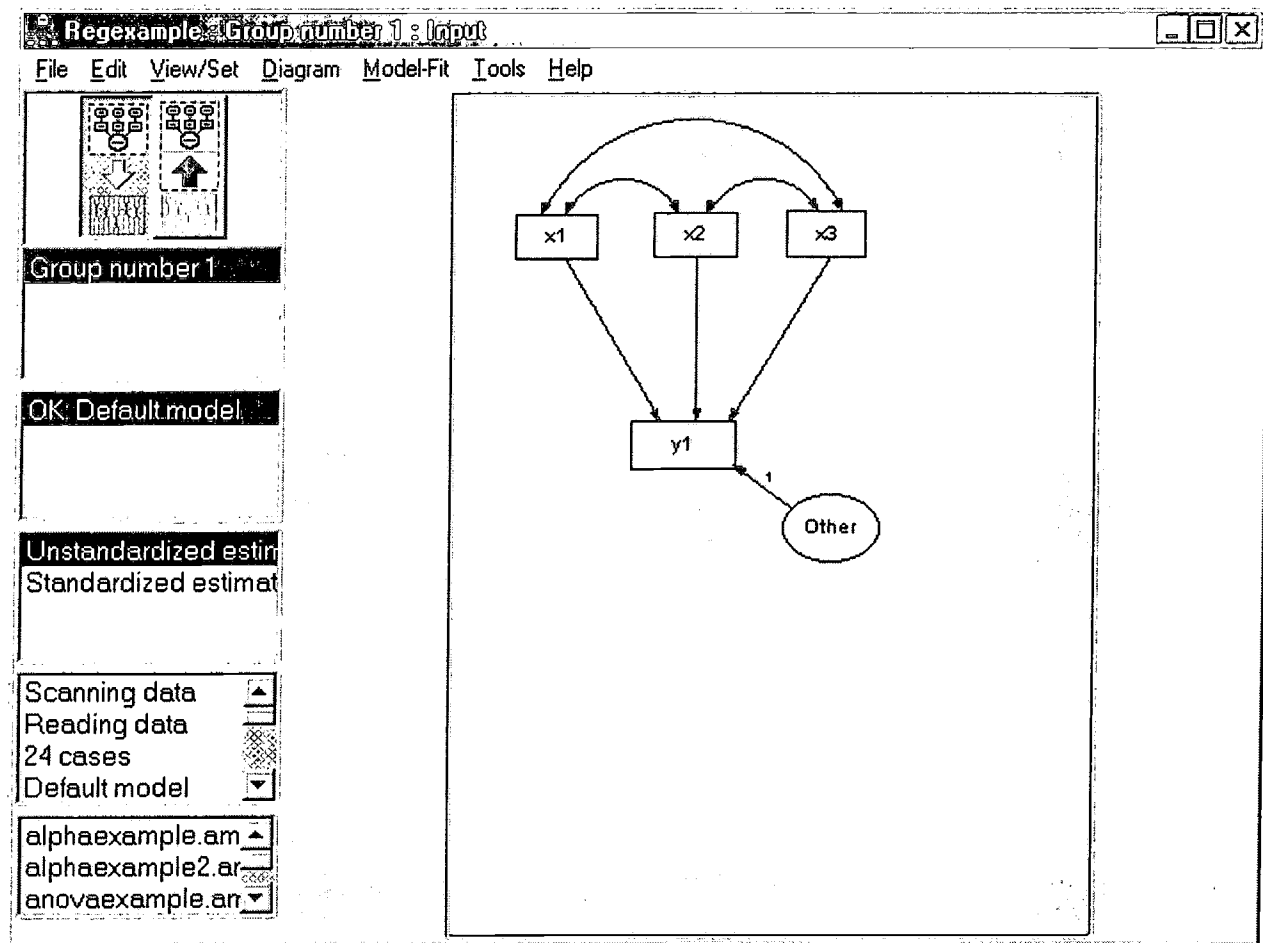 Regexample : Group number 1 : Input
File Edit View/Set Diagram Model-Fit Tools Help
Group number 1
OK: Default model
Unstandardized estim
Standardized estimat
Scanning data
Reading data
24 cases
Default model
alphaexample.am
alphaexample2.ar
anovaexample.am
x1 x2 x3
y1
1
Other